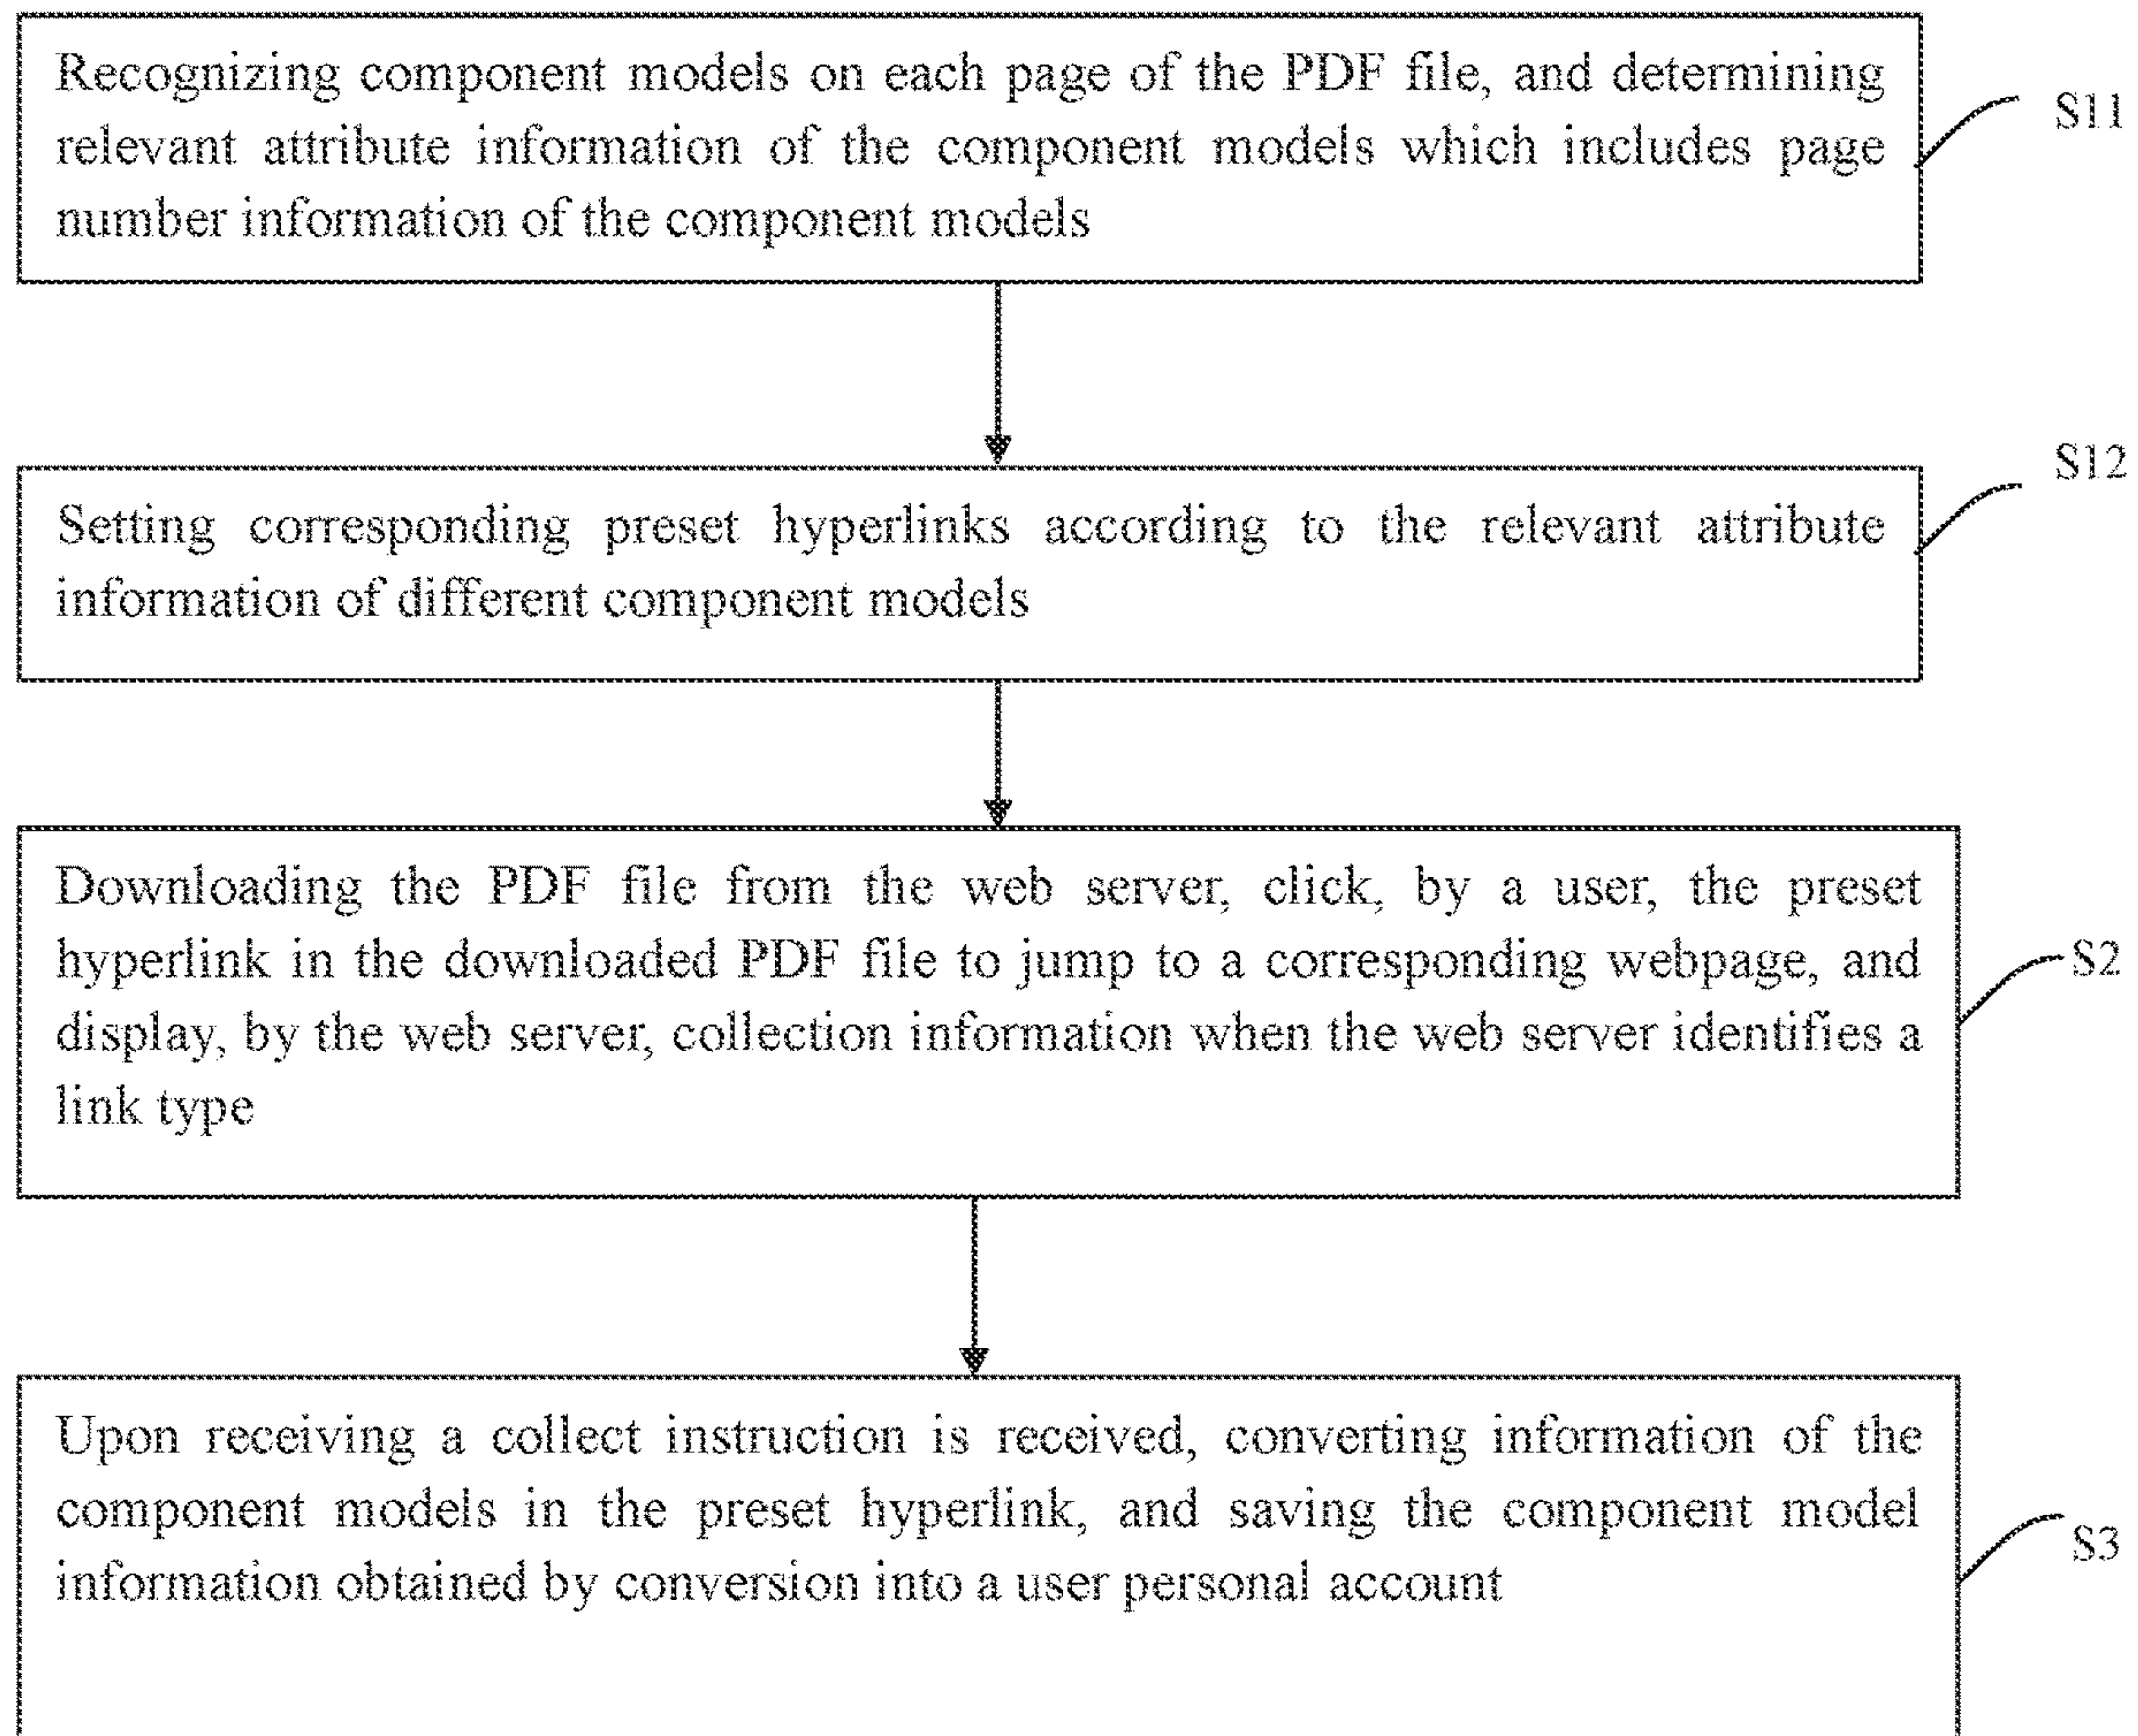 Recognizing component models on each page of the PDF file, and determining
relevant attribute information of the component models which includes page
number information of the component models
S11
S12
Setting corresponding preset hyperlinks according to the relevant attribute
information of different component models
Downloading the PDF file from the web server, click, by a user, the preset
hyperlink in the downloaded PDF file to jump to a corresponding webpage, and
display, by the web server, collection information when the web server identifies a
link type
S2
Upon receiving a collect instruction is received, converting information of the
component models in the preset hyperlink, and saving the component model
information obtained by conversion into a user personal account
S3